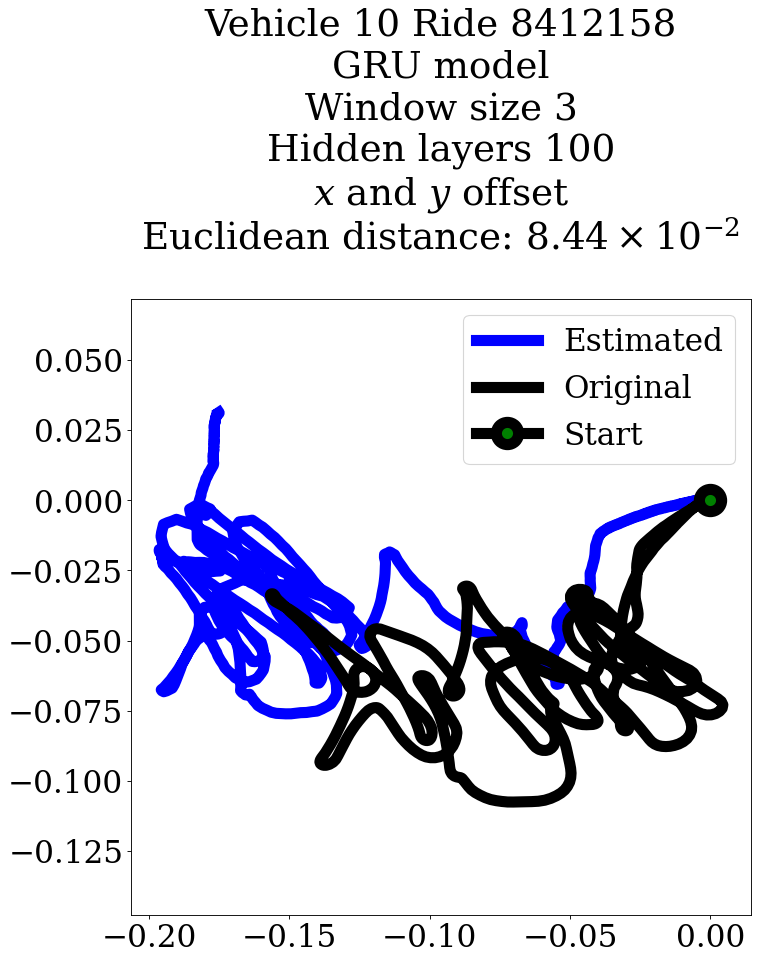 Vehicle 10 Ride 8412158
GRU model
Window size 3
Hidden layers 100
x and y offset
Euclidean distance: 8.44 × 10⁻²
Estimated
Original
Start
0.050
0.025
0.000
−0.025
−0.050
−0.075
−0.100
−0.125
−0.20 −0.15 −0.10 −0.05 0.00